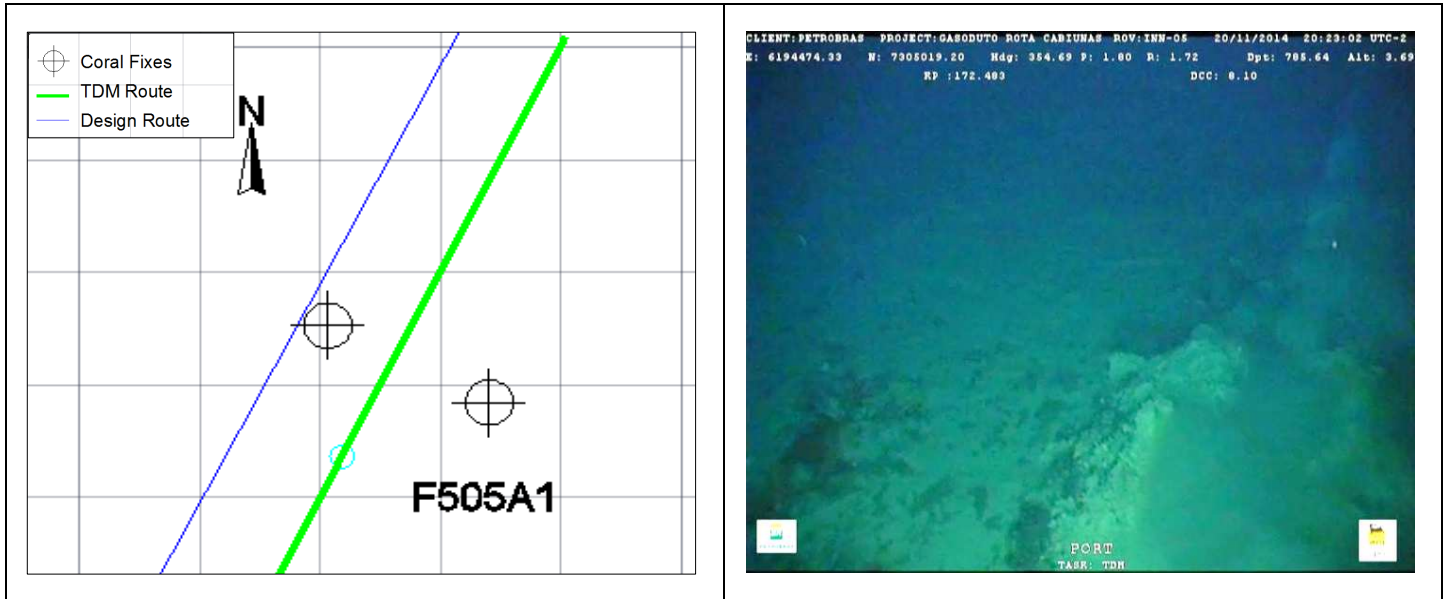 Coral Fixes
TDM Route
Design Route
N
F505A1
CLIENT:PETROBRAS PROJECT:GASODUTO ROTA CABIUNAS ROV:INN-05 20/11/2014 20:23:02 UTC-2
E: 6194474.33 N: 7305019.20 Hdg: 354.69 P: 1.80 R: 1.72 Dpt: 785.64 Alt: 3.69
RP :172.483 DCC: 8.10
PORT
TASK: TDM